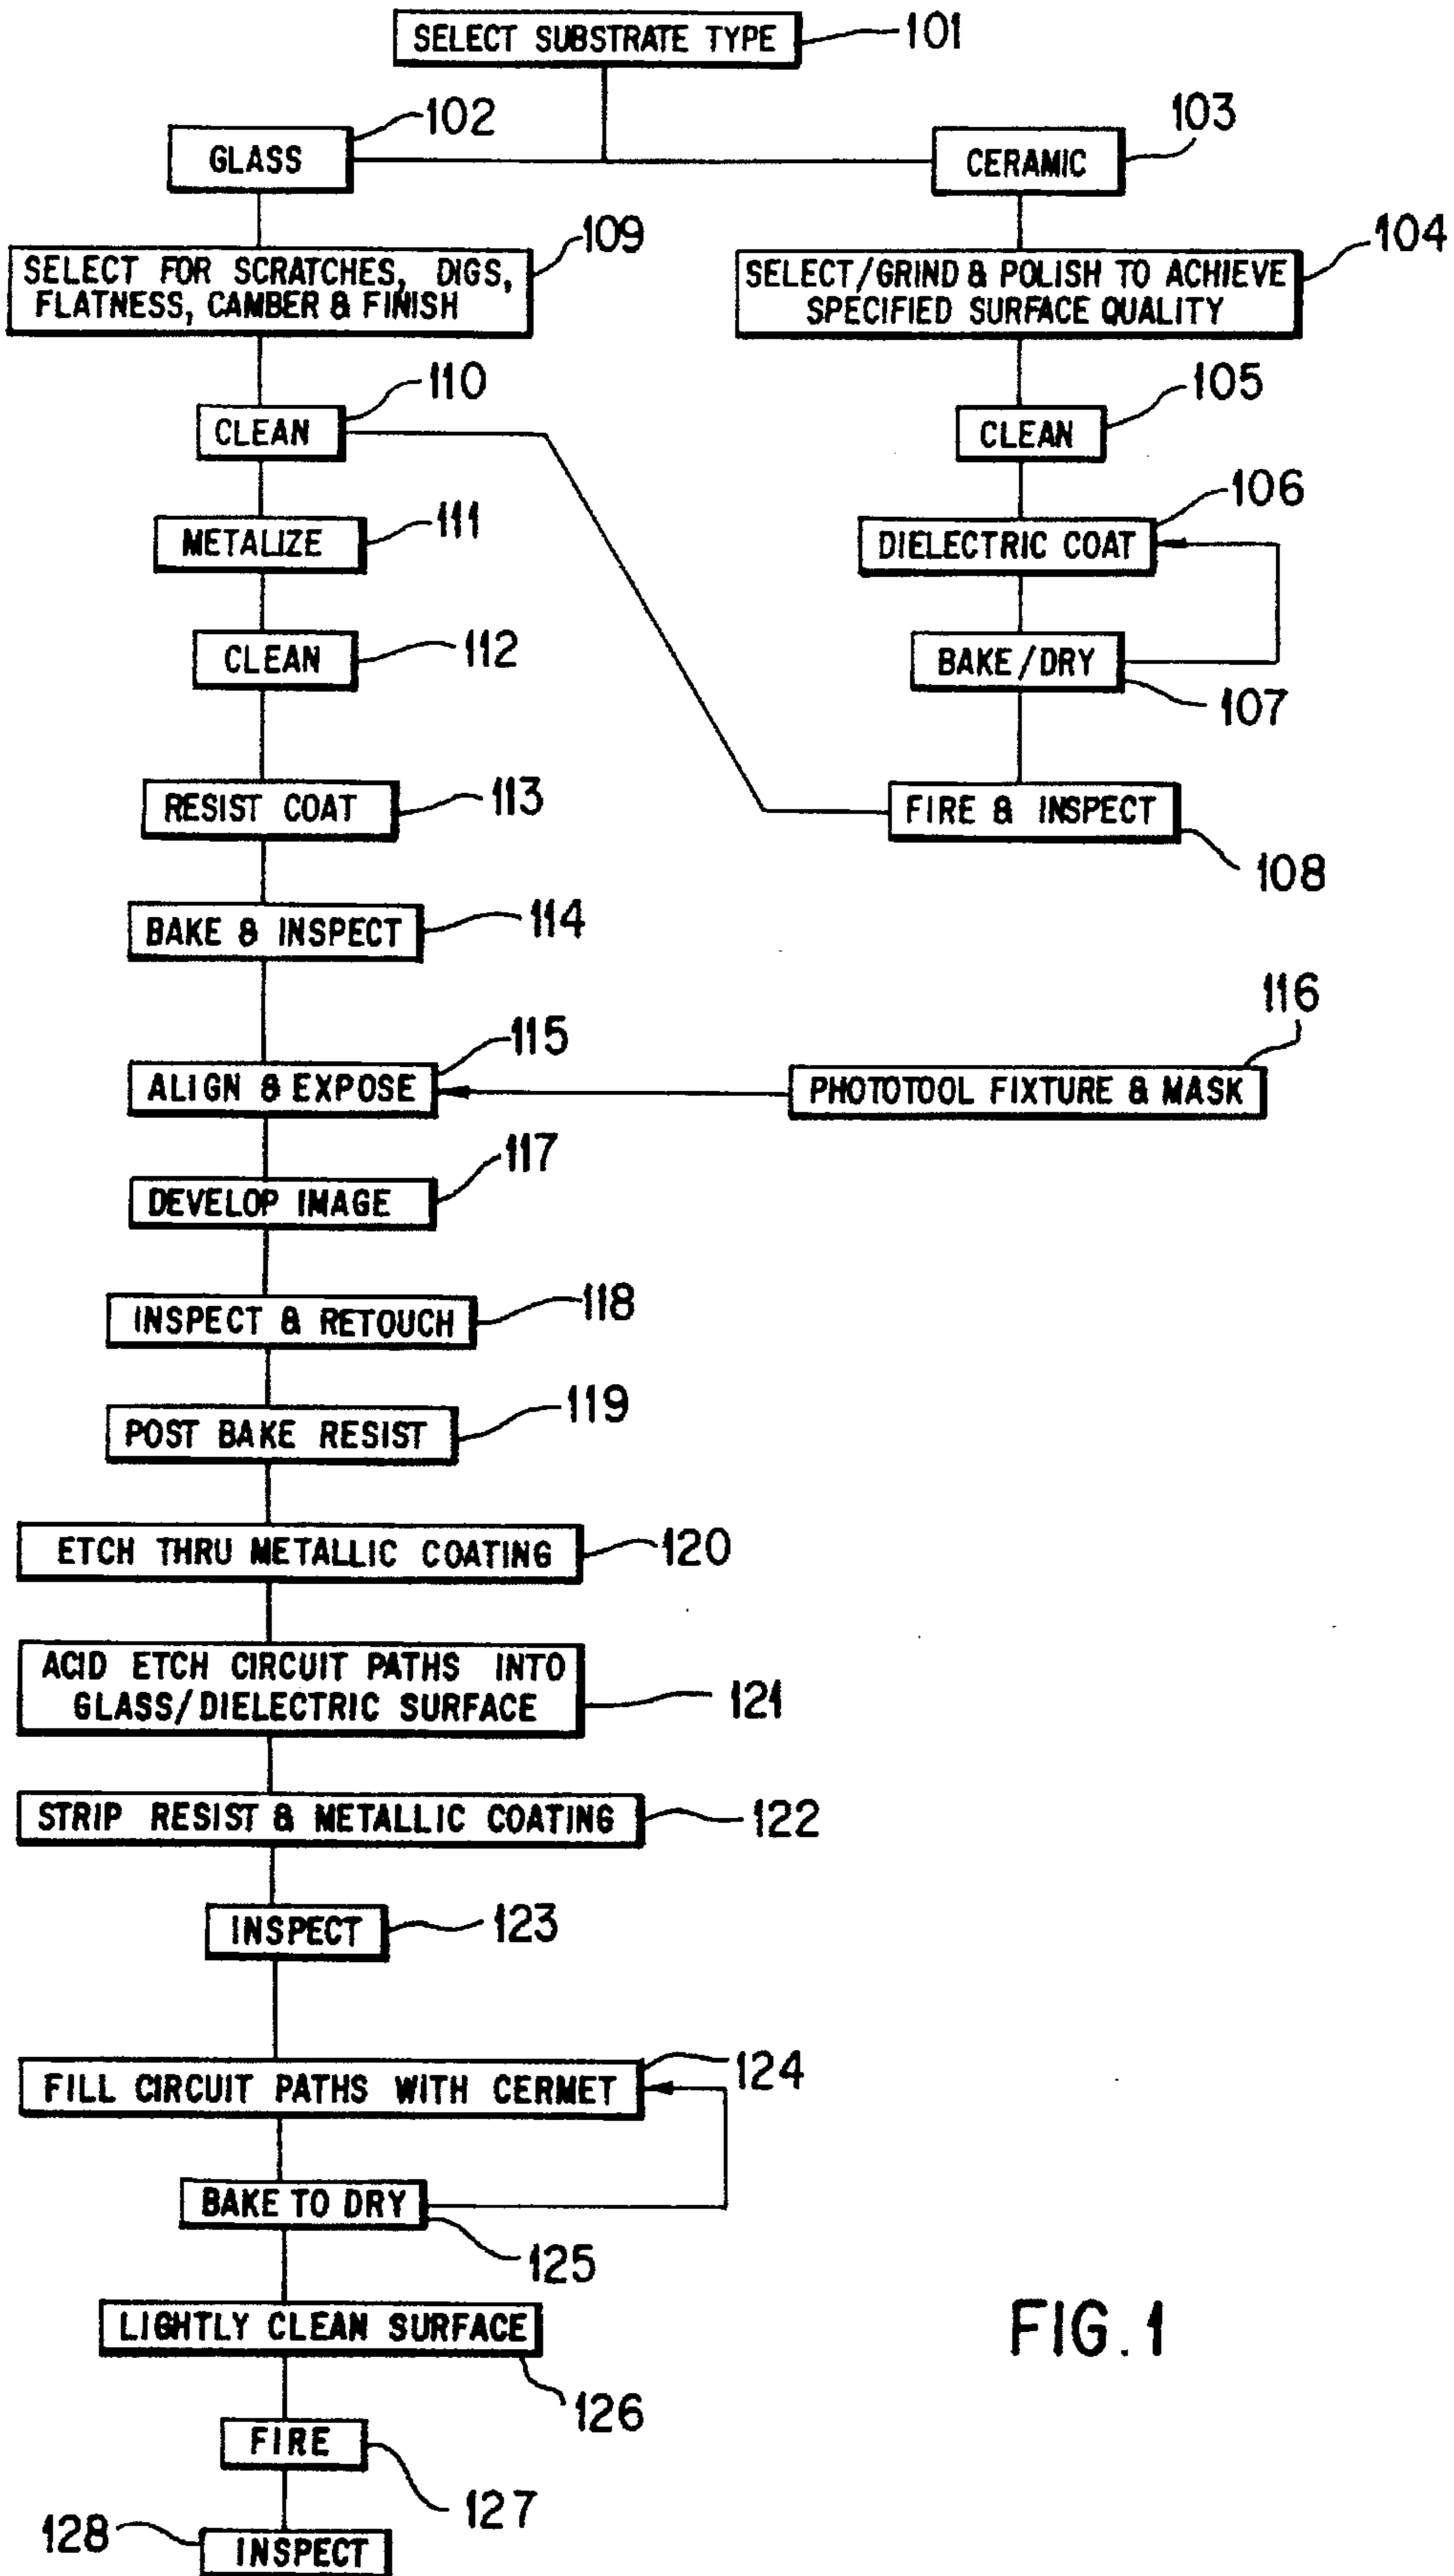 SELECT SUBSTRATE TYPE
101
102
GLASS
103
CERAMIC
109
SELECT FOR SCRATCHES, DIGS,
FLATNESS, CAMBER & FINISH
104
SELECT/GRIND & POLISH TO ACHIEVE
SPECIFIED SURFACE QUALITY
110
CLEAN
105
CLEAN
111
METALIZE
106
DIELECTRIC COAT
112
CLEAN
BAKE/DRY
107
113
RESIST COAT
FIRE & INSPECT
108
114
BAKE & INSPECT
115
ALIGN & EXPOSE
116
PHOTOTOOL FIXTURE & MASK
117
DEVELOP IMAGE
118
INSPECT & RETOUCH
119
POST BAKE RESIST
ETCH THRU METALLIC COATING
120
ACID ETCH CIRCUIT PATHS INTO
GLASS/DIELECTRIC SURFACE
121
STRIP RESIST & METALLIC COATING
122
INSPECT
123
124
FILL CIRCUIT PATHS WITH CERMET
BAKE TO DRY
125
LIGHTLY CLEAN SURFACE
126
FIRE
127
128
INSPECT
FIG. 1